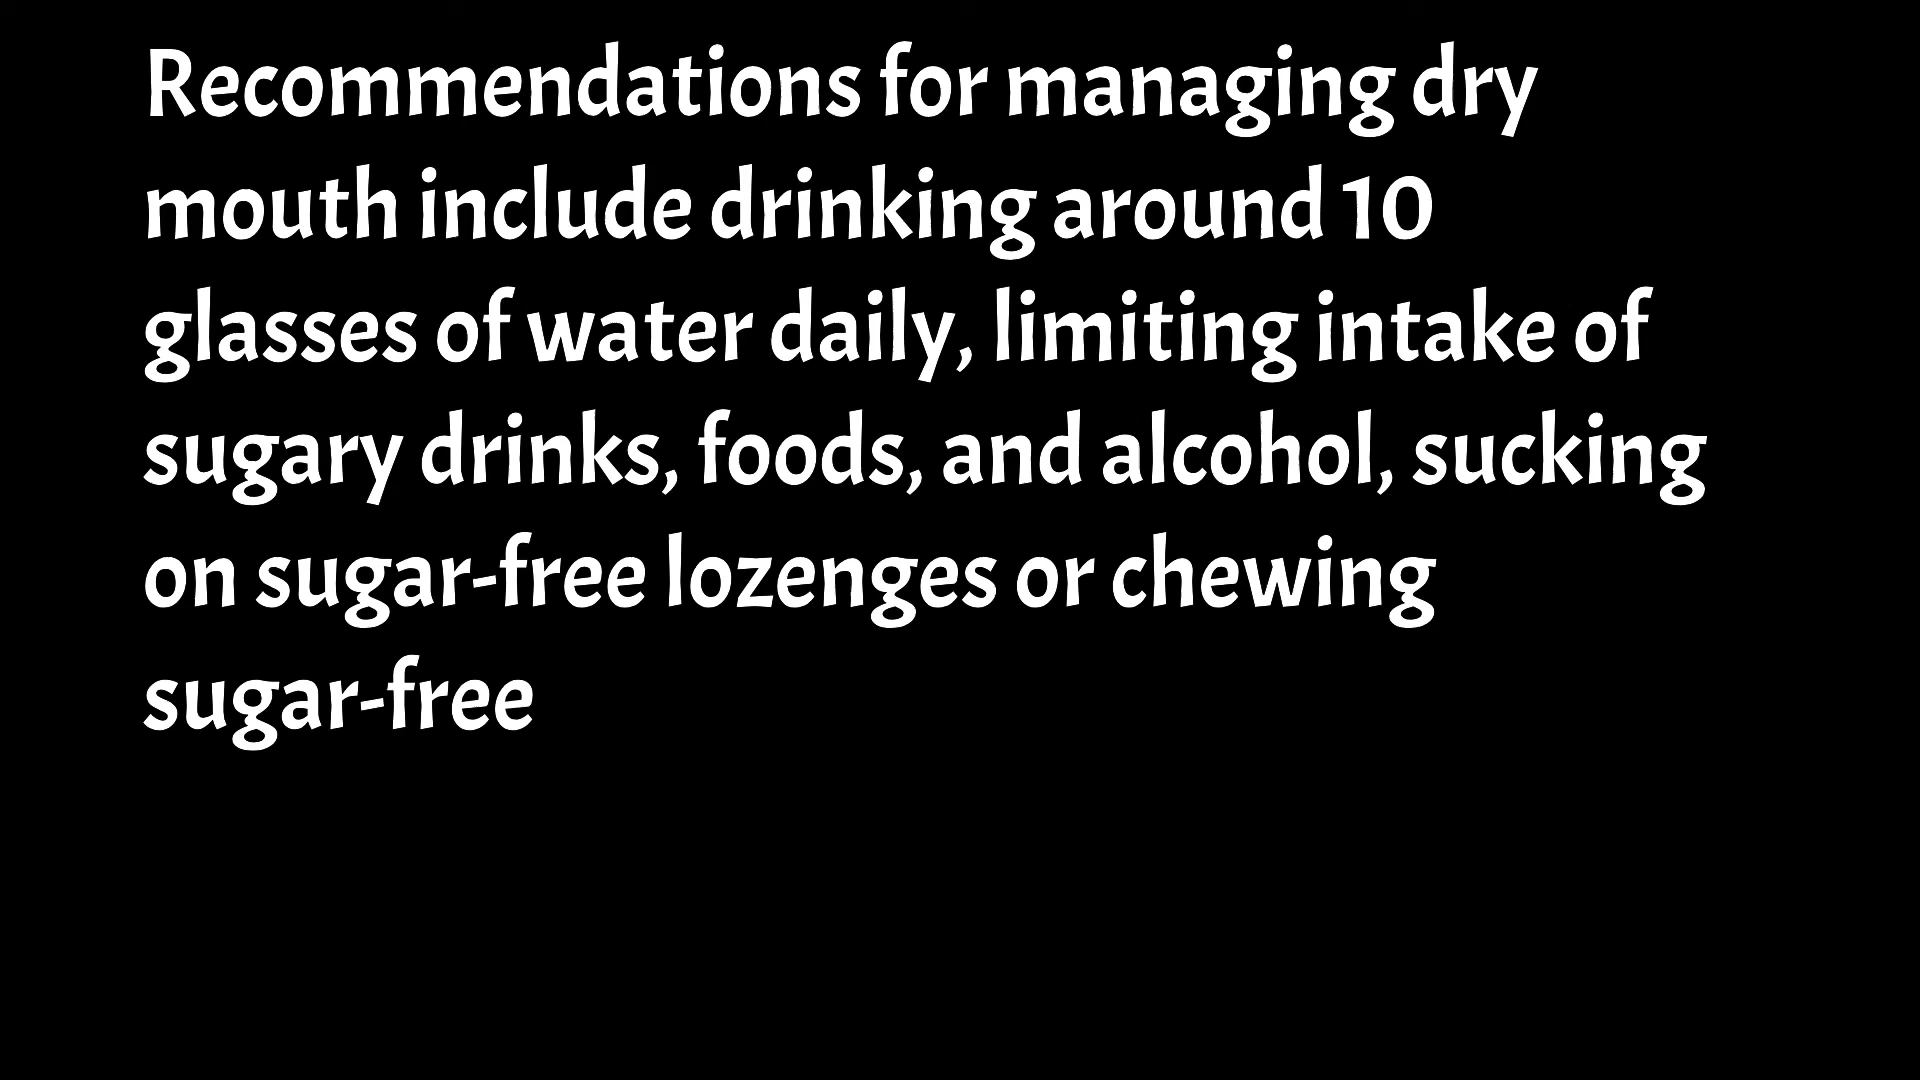 Recommendations for managing dry
mouth include drinking around 10
glasses of water daily, limiting intake of
sugary drinks, foods, and alcohol, sucking
on sugar-free lozenges or chewing
sugar-free